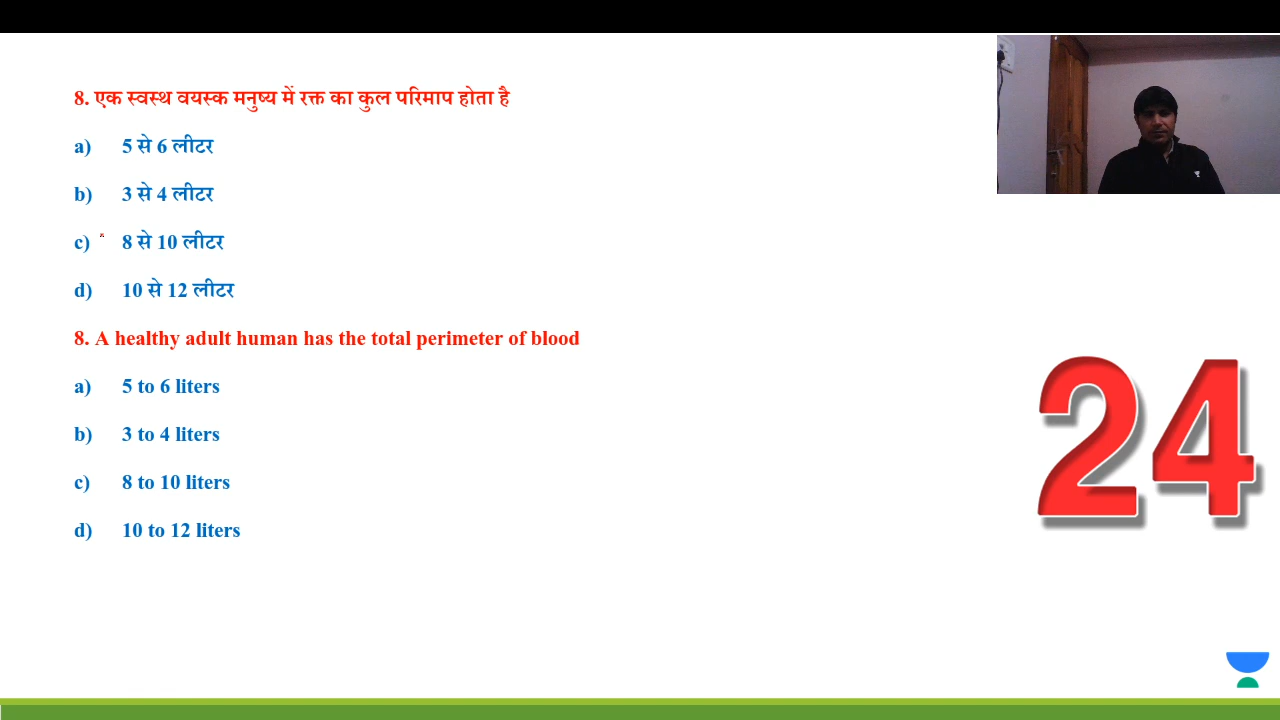 8. एक स्वस्थ वयस्क मनुष्य में रक्त का कुल परिमाप होता है
a) 5 से 6 लीटर
b) 3 से 4 लीटर
c) 8 से 10 लीटर
d) 10 से 12 लीटर
8. A healthy adult human has the total perimeter of blood
a) 5 to 6 liters
b) 3 to 4 liters
c) 8 to 10 liters
d) 10 to 12 liters
24